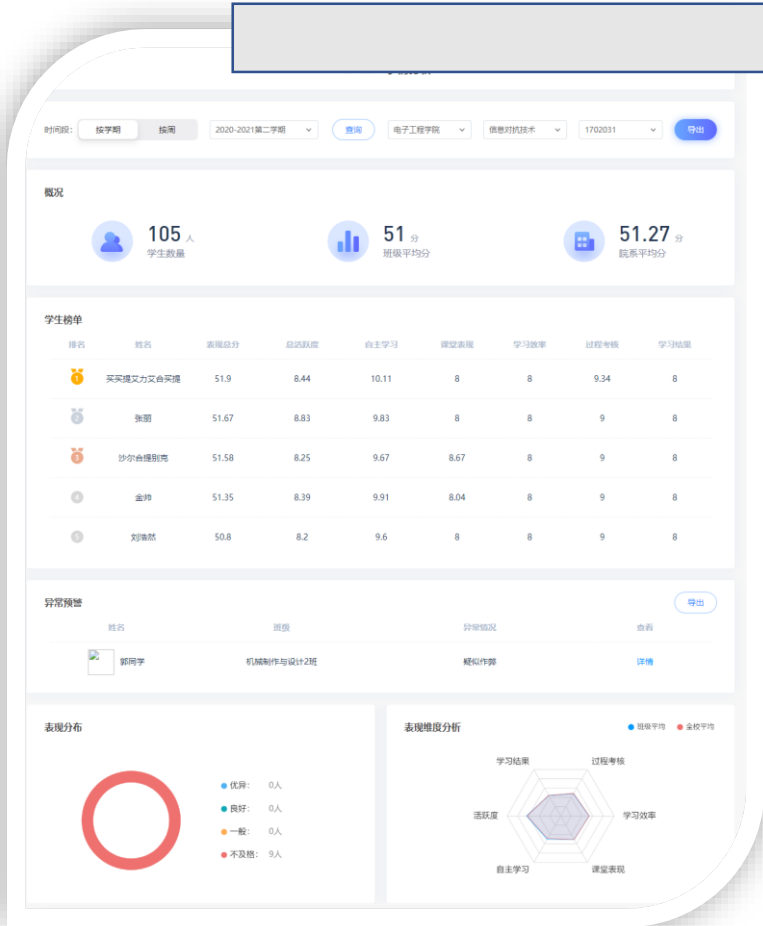 时间段： 按学期 按周 2020-2021第二学期 查询 电子工程学院 信息对抗技术 1702031 导出
概况
105 人 51 分 51.27 分
学生数量 班级平均分 院系平均分
学生榜单
排名 姓名 表现总分 总活跃度 自主学习 课堂表现 学习效率 过程考核 学习结果
1 买买提艾力艾合买提 51.9 8.44 10.11 8 8 9.34 8
2 张丽 51.67 8.83 9.83 8 8 9 8
3 沙尔合提别克 51.58 8.25 9.67 8.67 8 9 8
4 金帅 51.35 8.39 9.91 8.04 8 9 8
5 刘浩然 50.8 8.2 9.6 8 8 9 8
异常预警 导出
姓名 班级 异常情况 查看
郭同学 机械制作与设计2班 疑似作弊 详情
表现分布 表现维度分析 班级平均 全校平均
学习结果 过程考核
优异： 0人
良好： 0人 活跃度 学习效率
一般： 0人
不及格： 9人
自主学习 课堂表现